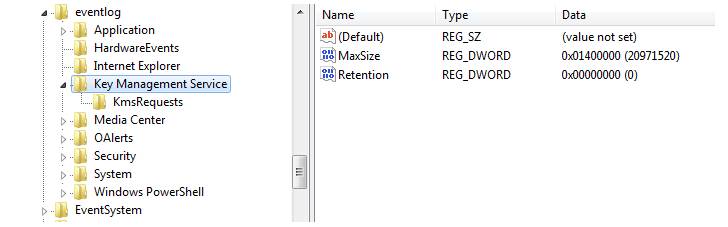 eventlog
Application
HardwareEvents
Internet Explorer
Key Management Service
KmsRequests
Media Center
OAlerts
Security
System
Windows PowerShell
EventSystem
Name Type Data
(Default) REG_SZ (value not set)
MaxSize REG_DWORD 0x01400000 (20971520)
Retention REG_DWORD 0x00000000 (0)